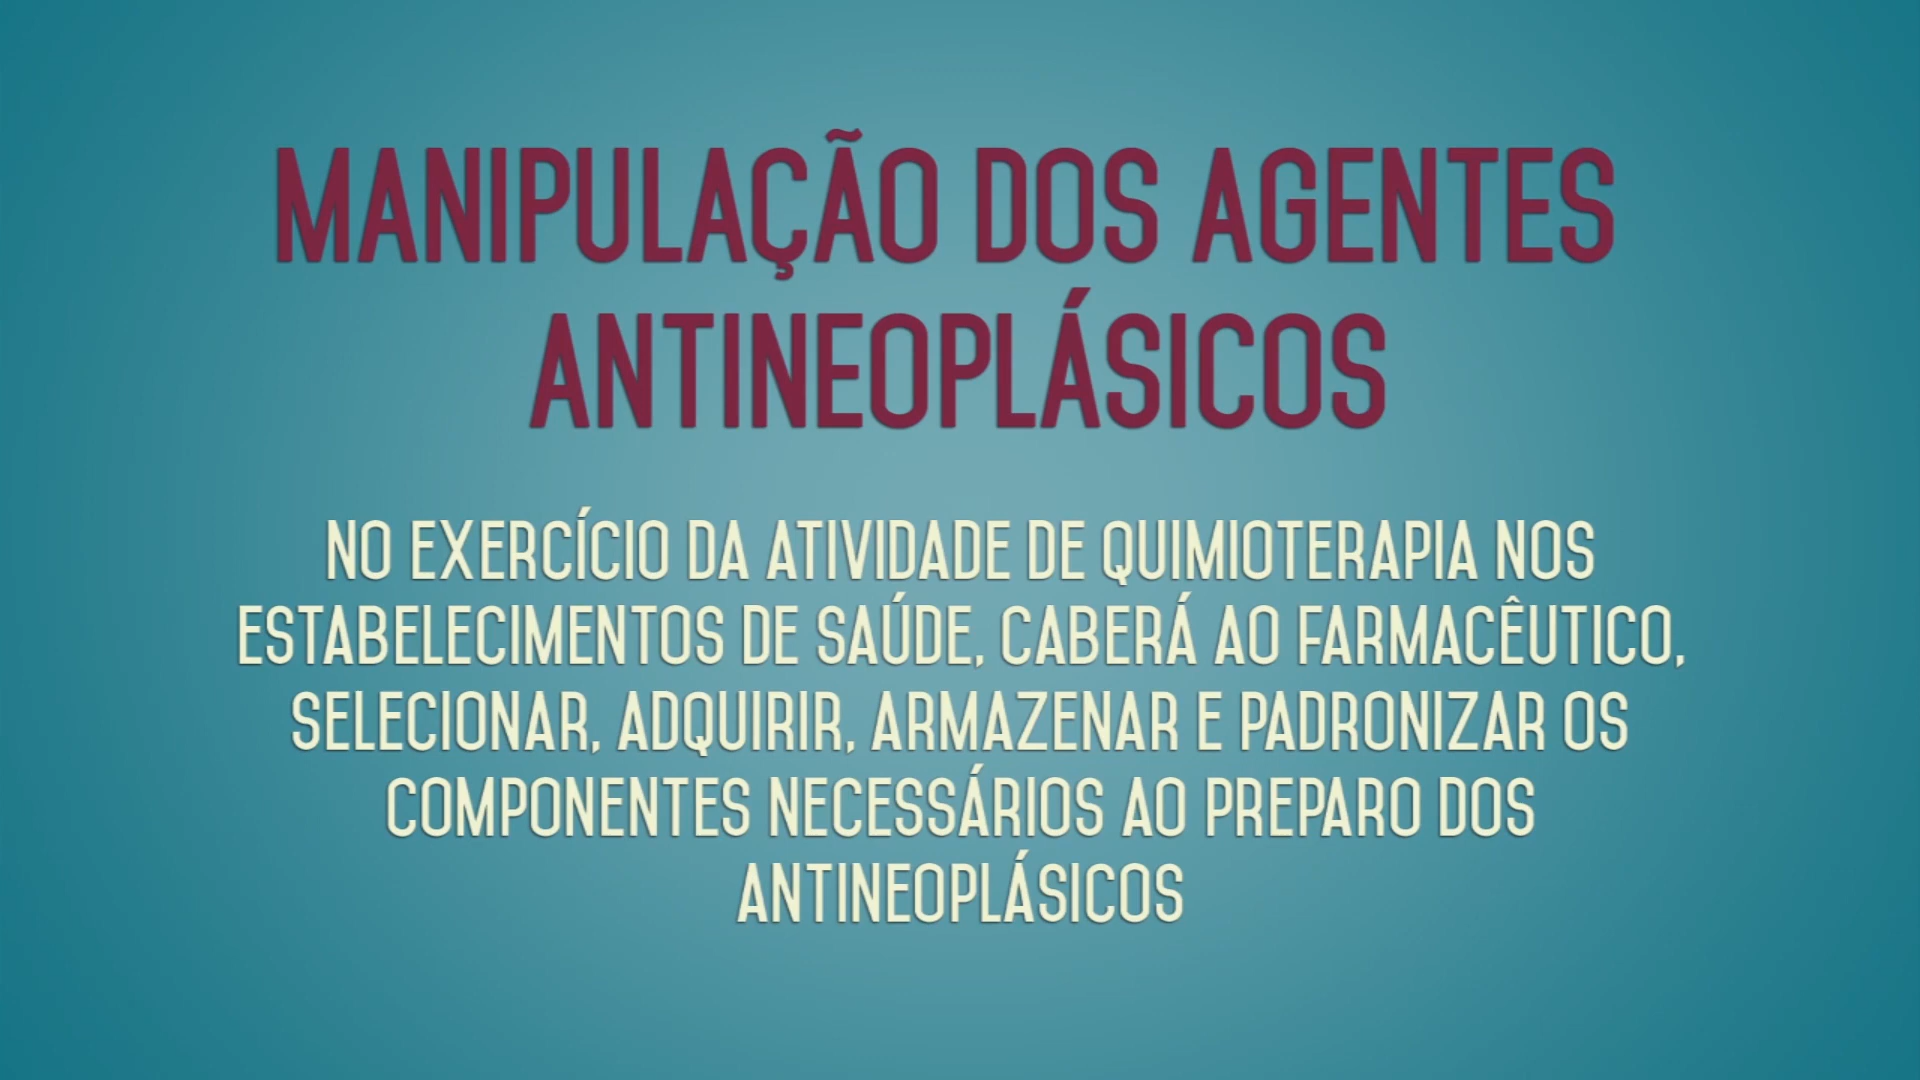 MANIPULAÇÃO DOS AGENTES
ANTINEOPLÁSICOS
NO EXERCÍCIO DA ATIVIDADE DE QUIMIOTERAPIA NOS
ESTABELECIMENTOS DE SAÚDE, CABERÁ AO FARMACÊUTICO,
SELECIONAR, ADQUIRIR, ARMAZENAR E PADRONIZAR OS
COMPONENTES NECESSÁRIOS AO PREPARO DOS
ANTINEOPLÁSICOS